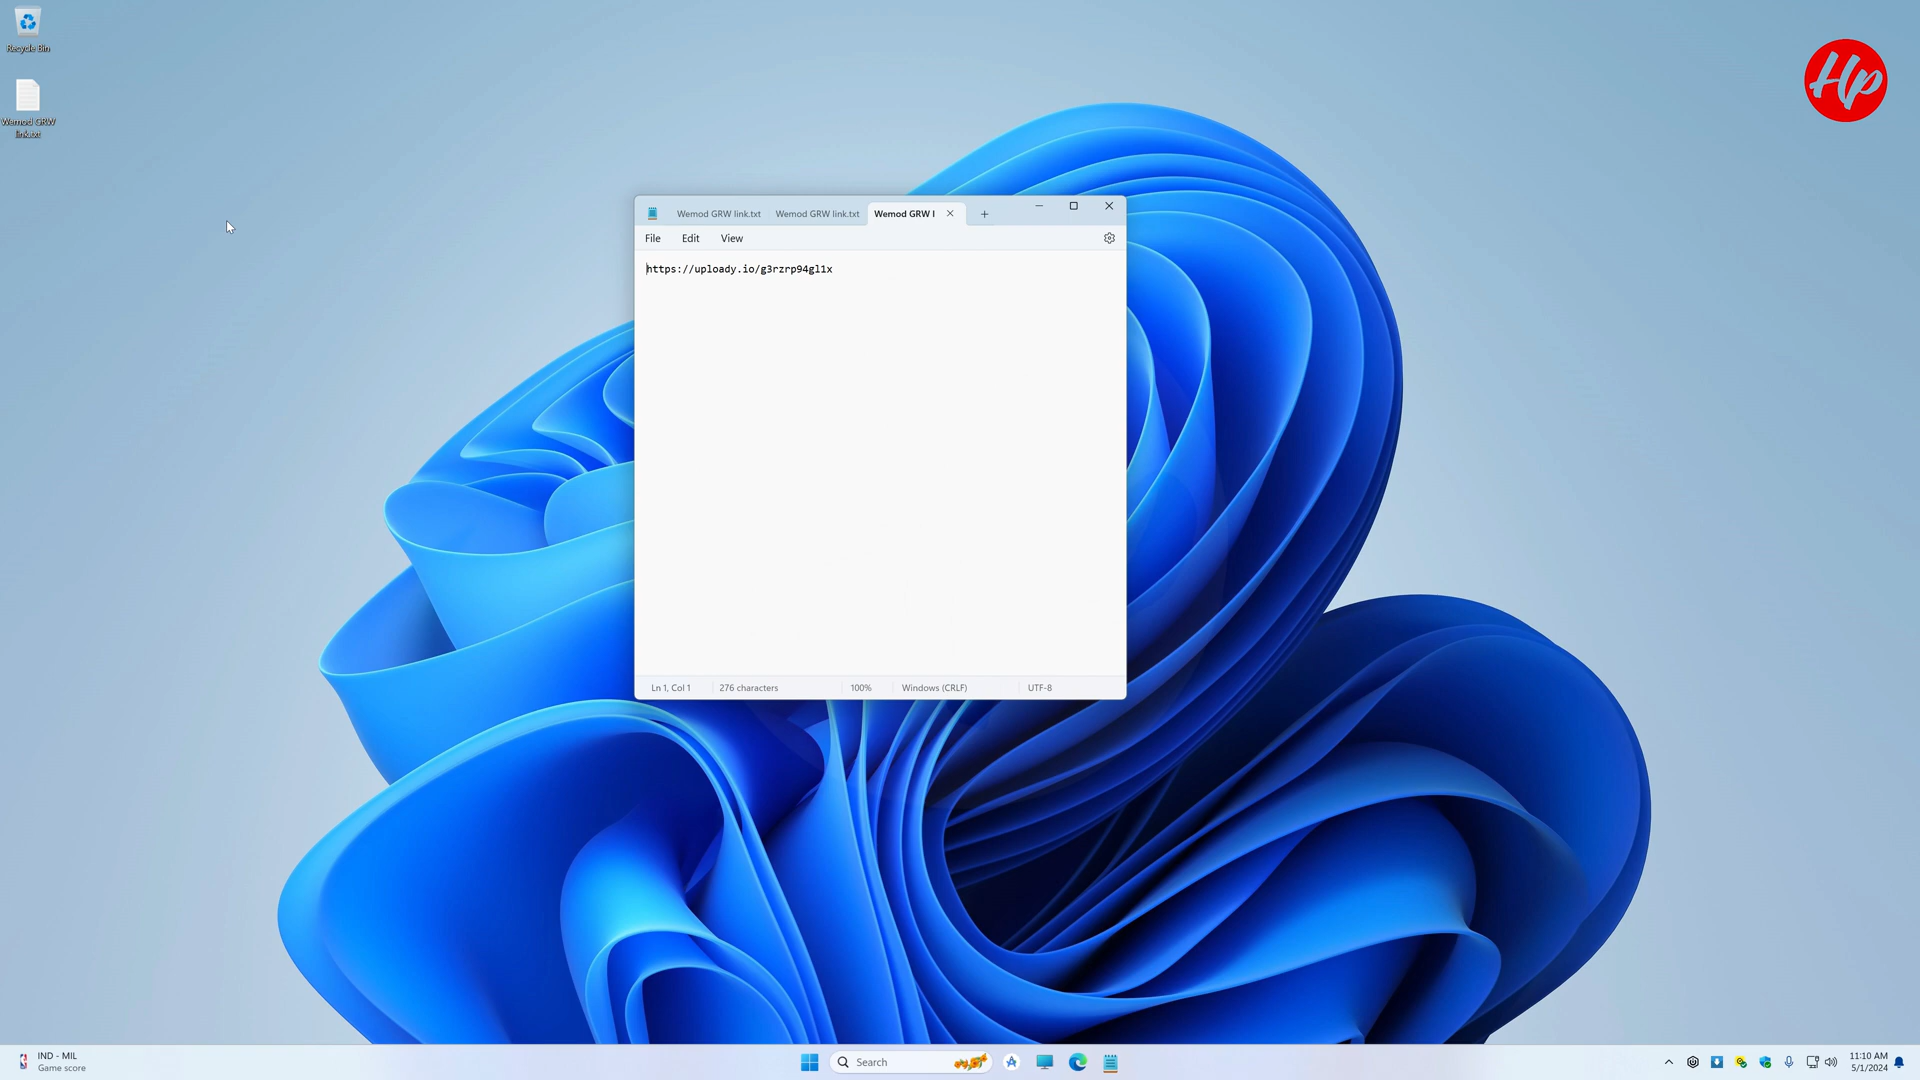 Recycle Bin
Wemod GRW
link.txt
Hp
Wemod GRW link.txt
Wemod GRW link.txt
Wemod GRW l
File
Edit
View
https://uploady.io/g3rzrp94gl1x
Ln 1, Col 1
276 characters
100%
Windows (CRLF)
UTF-8
IND - MIL
Game score
Search
11:10 AM
5/1/2024